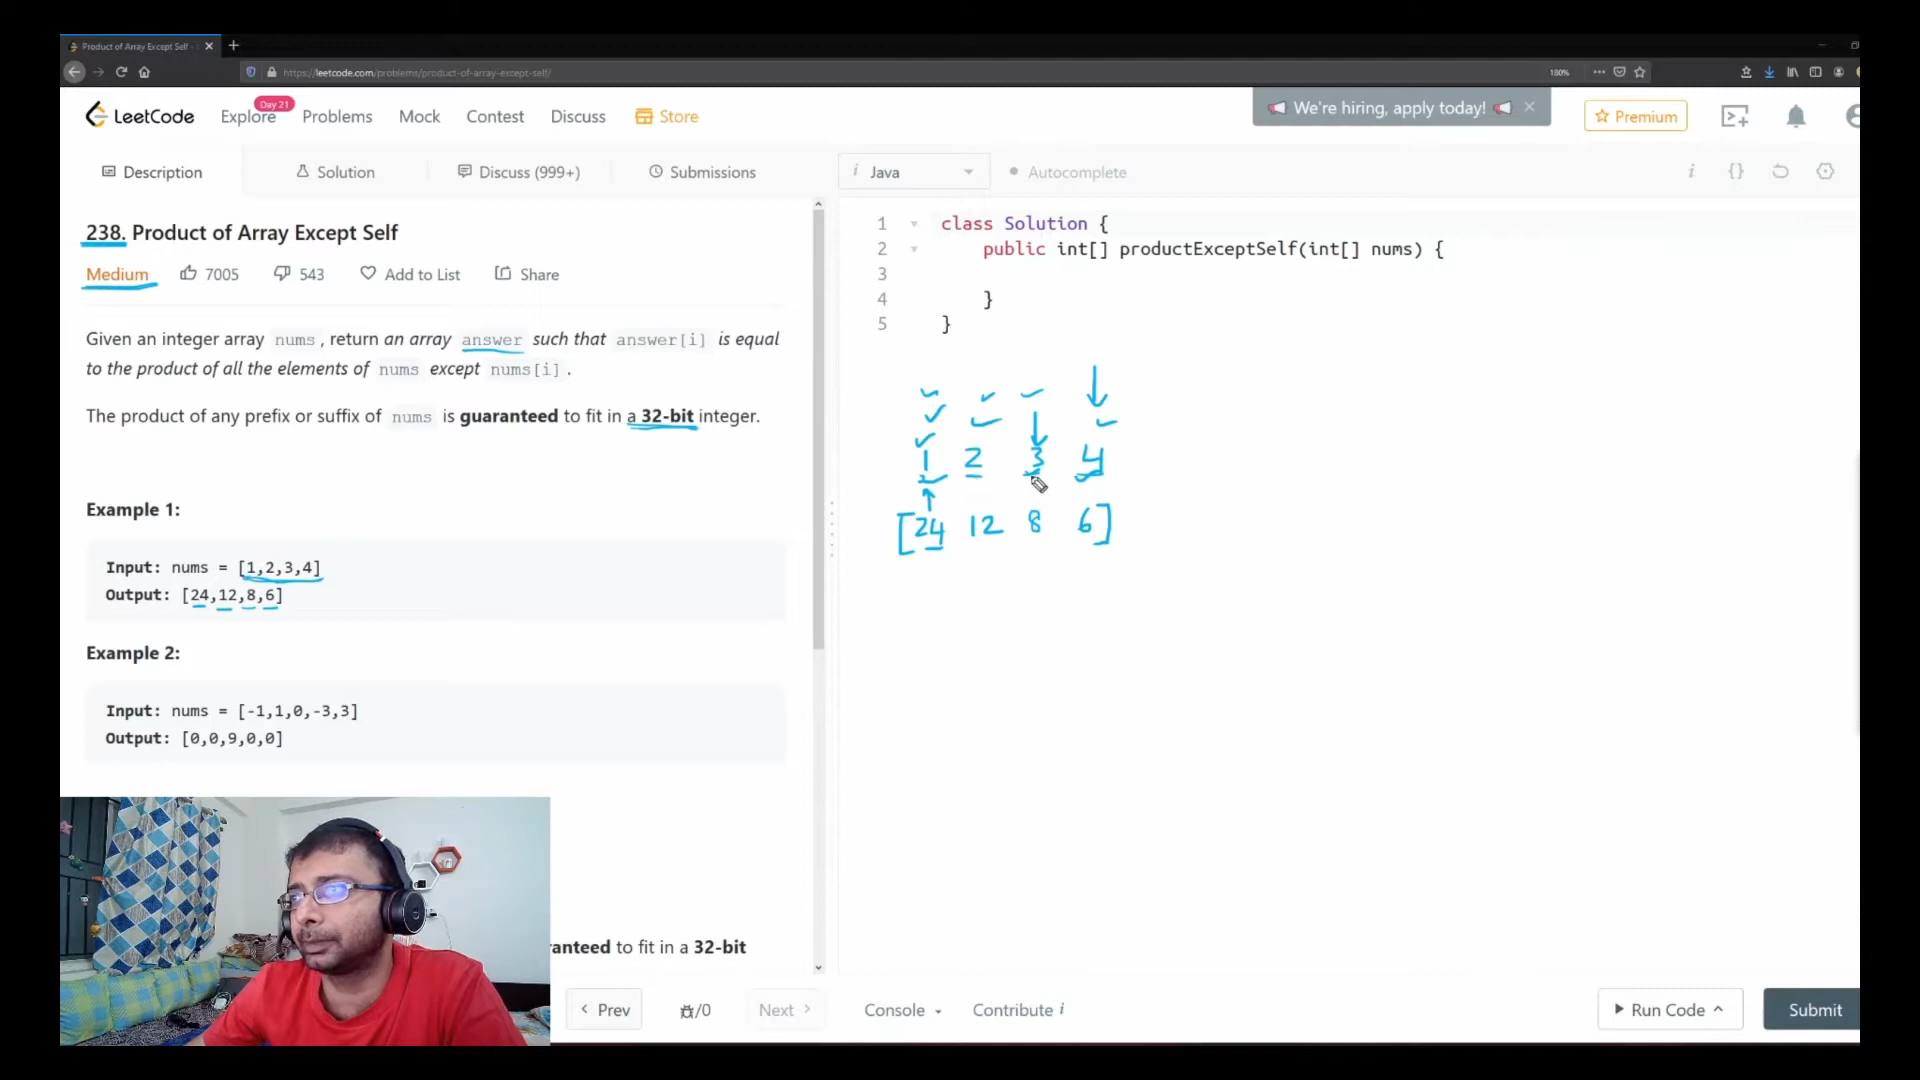 Product of Array Except Self -
https://leetcode.com/problems/product-of-array-except-self/
180%
LeetCode
Explore
Day 21
Problems
Mock
Contest
Discuss
Store
We're hiring, apply today!
Premium
Description
Solution
Discuss (999+)
Submissions
i Java
Autocomplete
i {}
238. Product of Array Except Self
Medium
7005
543
Add to List
Share
Given an integer array nums, return an array answer such that answer[i] is equal
to the product of all the elements of nums except nums[i].
The product of any prefix or suffix of nums is guaranteed to fit in a 32-bit integer.
Example 1:
Input: nums = [1,2,3,4]
Output: [24,12,8,6]
Example 2:
Input: nums = [-1,1,0,-3,3]
Output: [0,0,9,0,0]
ranteed to fit in a 32-bit
1 class Solution {
2 public int[] productExceptSelf(int[] nums) {
3
4 }
5 }
1 2 3 4
[24 12 8 6]
Prev
/0
Next
Console
Contribute i
Run Code
Submit